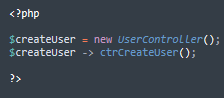 <?php
$createUser = new UserController();
$createUser -> ctrCreateUser();
?>